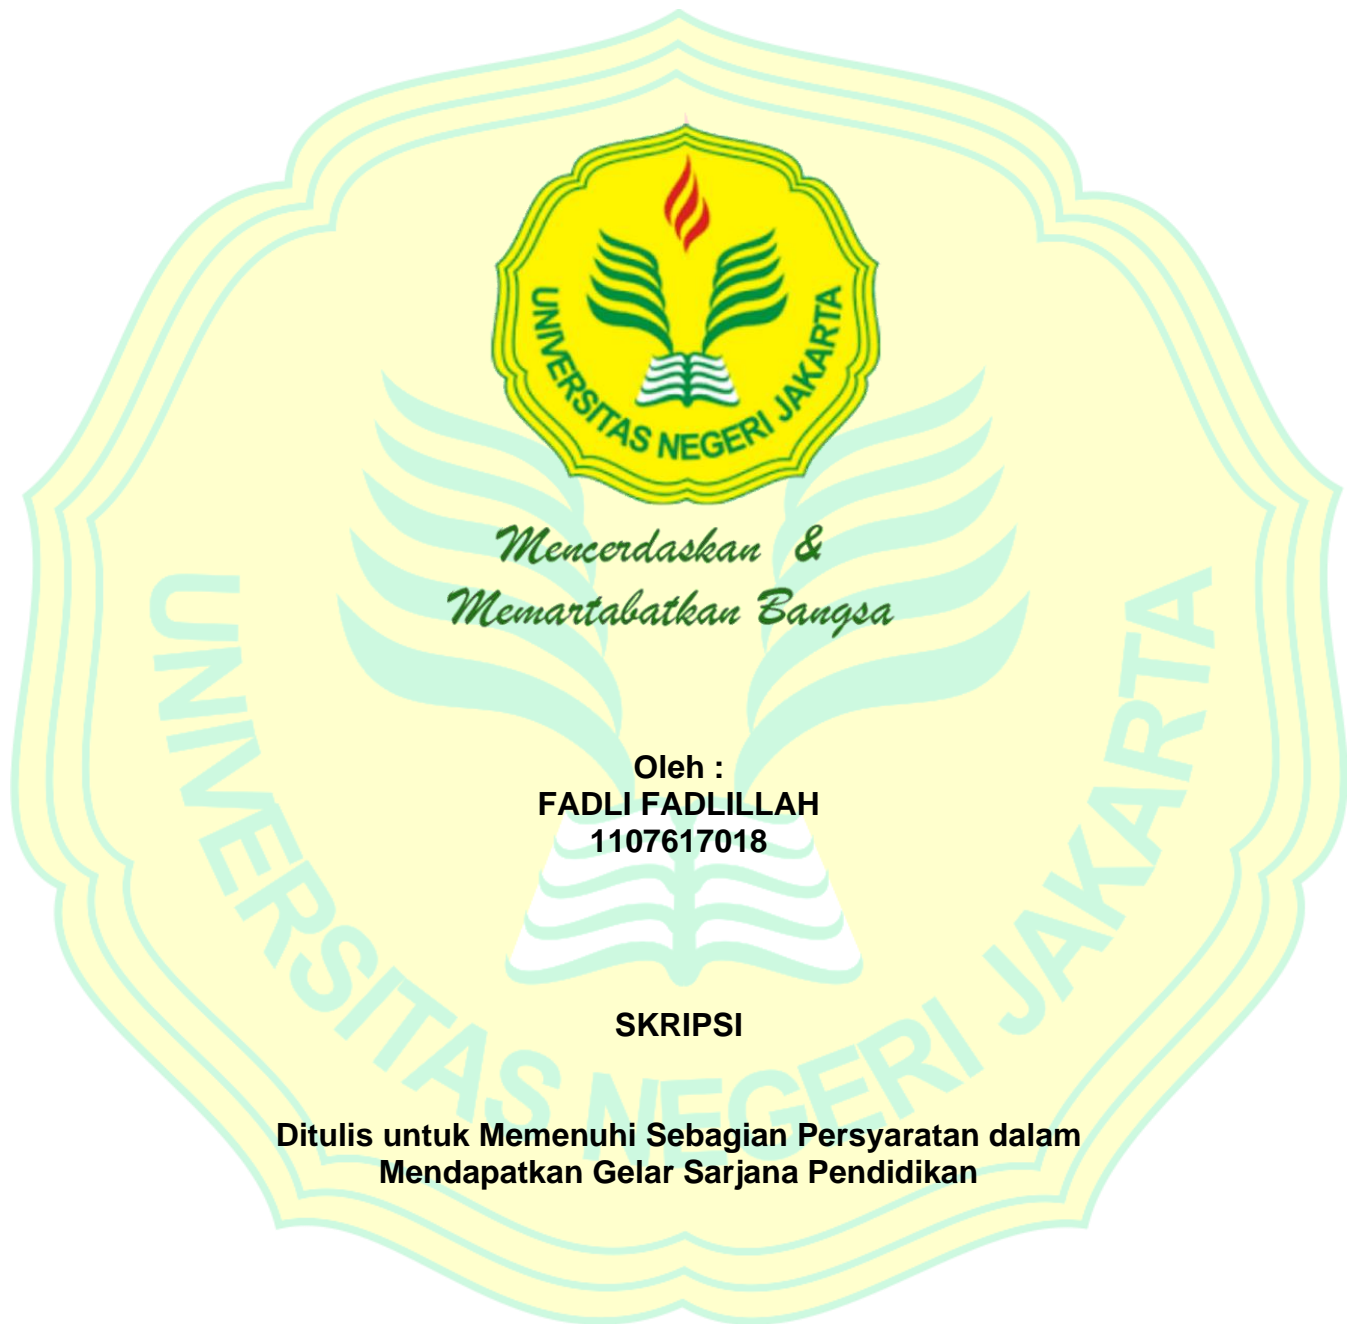 UNIVERSITAS NEGERI JAKARTA
Mencerdaskan &
Memartabatkan Bangsa
Oleh :
FADLI FADLILLAH
1107617018
SKRIPSI
Ditulis untuk Memenuhi Sebagian Persyaratan dalam
Mendapatkan Gelar Sarjana Pendidikan
UNIVERSITAS NEGERI JAKARTA